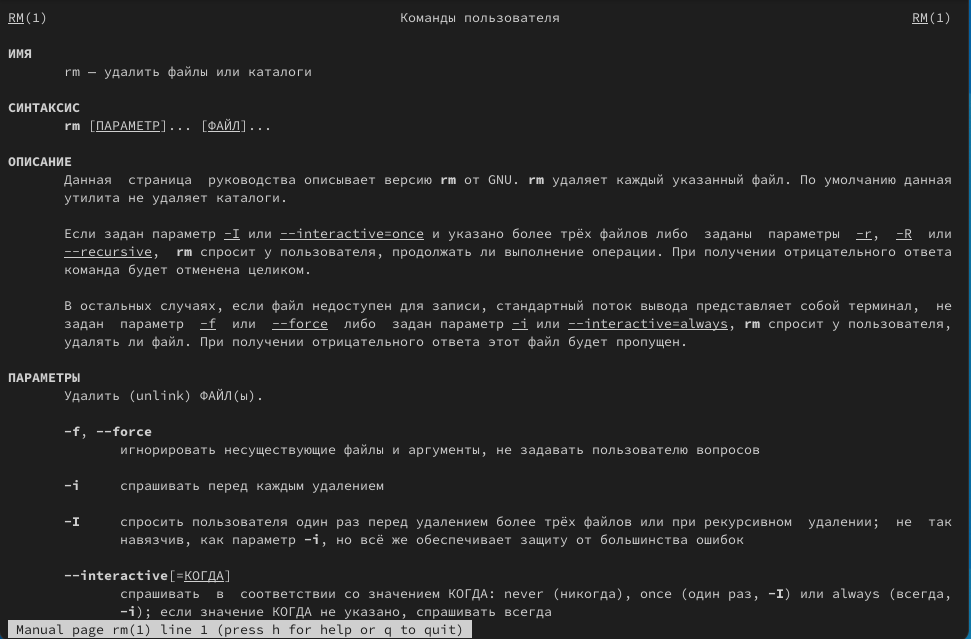 RM(1) Команды пользователя RM(1)
ИМЯ
rm — удалить файлы или каталоги
СИНТАКСИС
rm [ПАРАМЕТР]... [ФАЙЛ]...
ОПИСАНИЕ
Данная страница руководства описывает версию rm от GNU. rm удаляет каждый указанный файл. По умолчанию данная
утилита не удаляет каталоги.
Если задан параметр -I или --interactive=once и указано более трёх файлов либо заданы параметры -r, -R или
--recursive, rm спросит у пользователя, продолжать ли выполнение операции. При получении отрицательного ответа
команда будет отменена целиком.
В остальных случаях, если файл недоступен для записи, стандартный поток вывода представляет собой терминал, не
задан параметр -f или --force либо задан параметр -i или --interactive=always, rm спросит у пользователя,
удалять ли файл. При получении отрицательного ответа этот файл будет пропущен.
ПАРАМЕТРЫ
Удалить (unlink) ФАЙЛ(ы).
-f, --force
игнорировать несуществующие файлы и аргументы, не задавать пользователю вопросов
-i спрашивать перед каждым удалением
-I спросить пользователя один раз перед удалением более трёх файлов или при рекурсивном удалении; не так
навязчив, как параметр -i, но всё же обеспечивает защиту от большинства ошибок
--interactive[=КОГДА]
спрашивать в соответствии со значением КОГДА: never (никогда), once (один раз, -I) или always (всегда,
-i); если значение КОГДА не указано, спрашивать всегда
Manual page rm(1) line 1 (press h for help or q to quit)